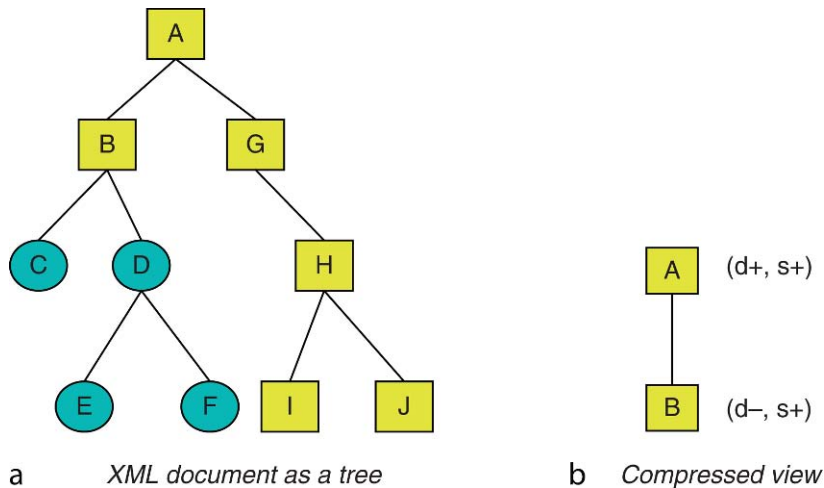 A
B G
C D H
E F I J
a XML document as a tree
A (d+, s+)
B (d–, s+)
b Compressed view